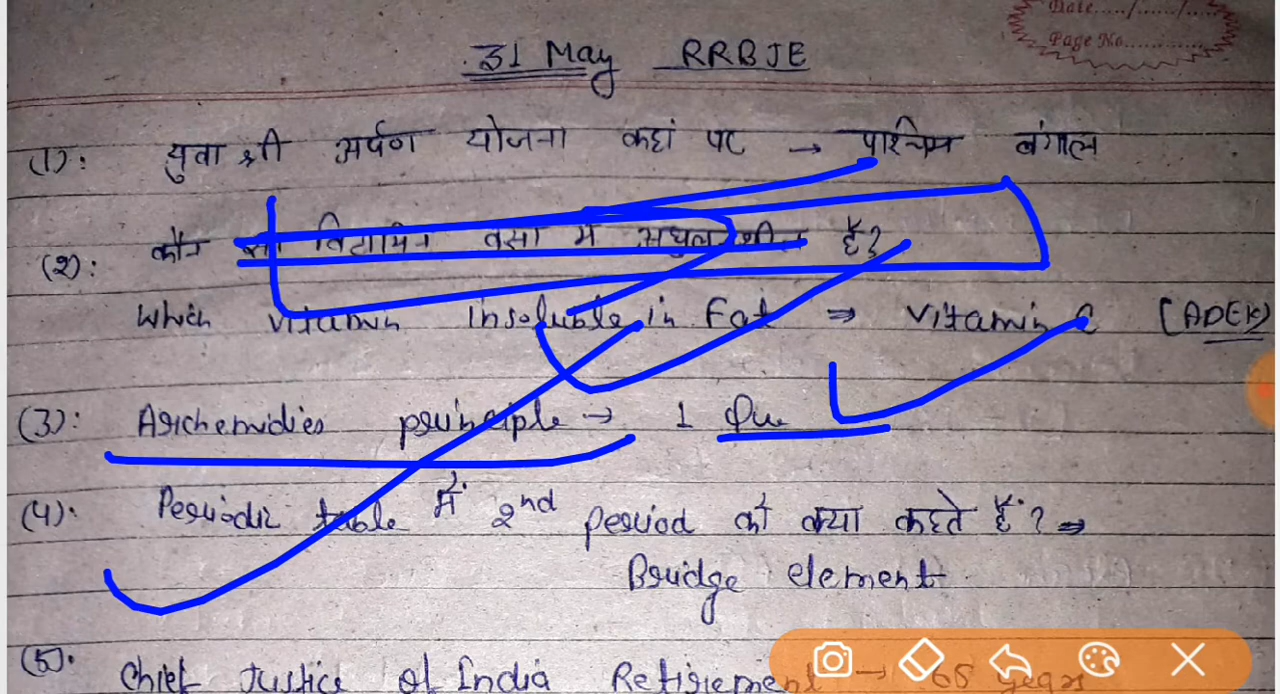 Date...../....../....
Page No..............
31 May RRBJE
(1): युवा श्री अर्पण योजना कहां पर → पश्चिम बंगाल
(2): कौन सा विटामिन वसा में अघुलनशील हैं?
Which vitamin insoluble in Fat ⇒ Vitamin C [ADEK]
(3): Archemidies principle → 1 Que
(4): Periodic table में 2nd period को क्या कहते हैं? ⇒
Bridge element
(5). Chief Justice of India Retirement → 65 years